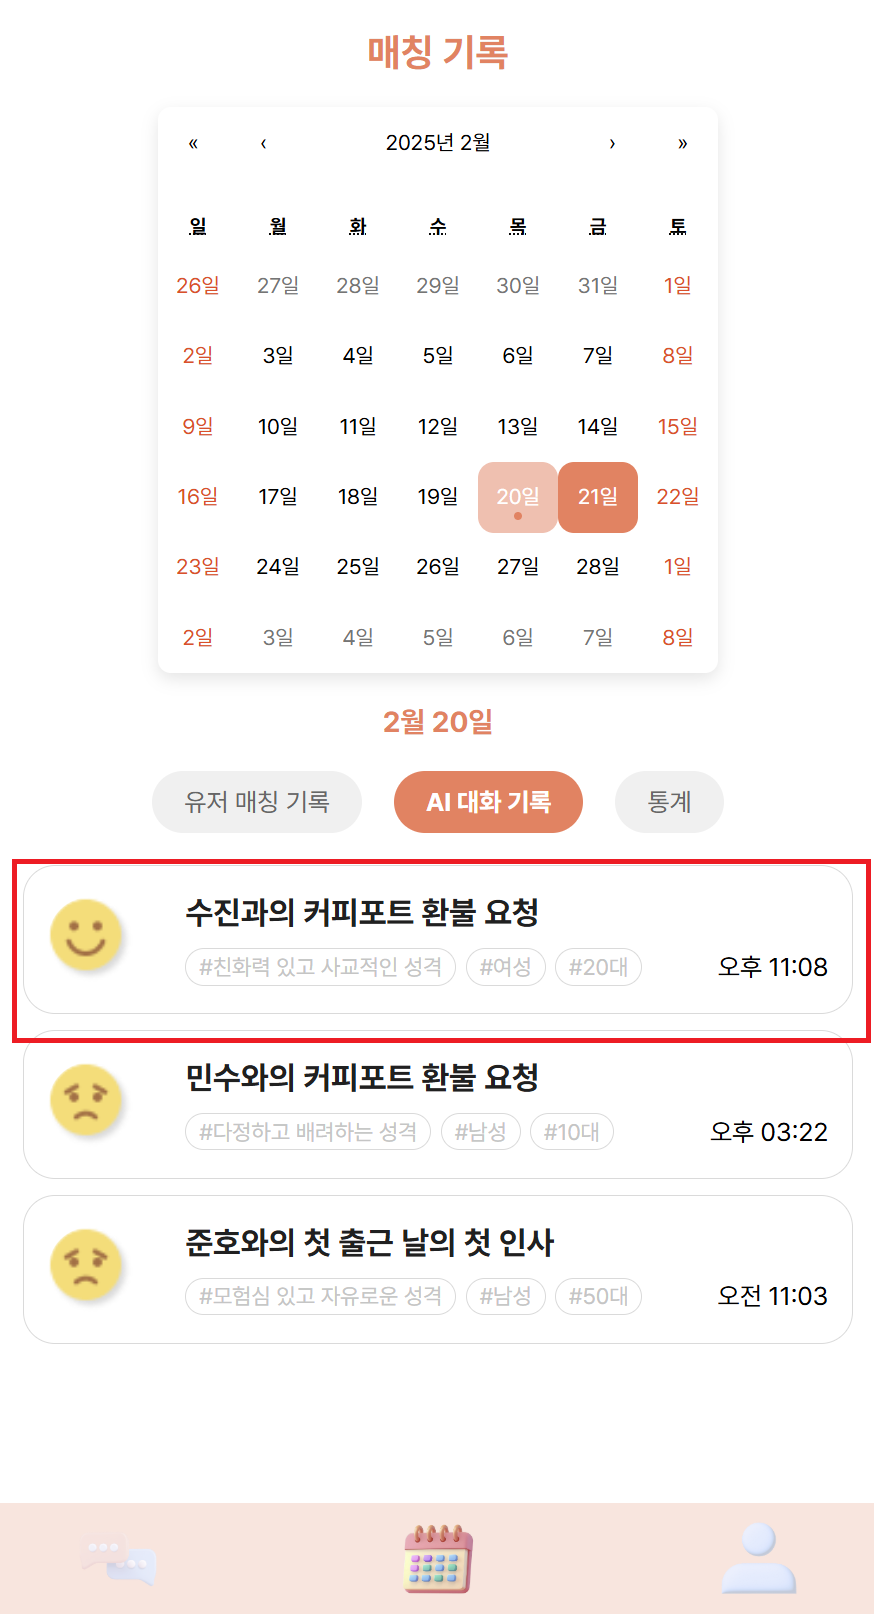 매칭 기록
« ‹ 2025년 2월 › »
일 월 화 수 목 금 토
26일 27일 28일 29일 30일 31일 1일
2일 3일 4일 5일 6일 7일 8일
9일 10일 11일 12일 13일 14일 15일
16일 17일 18일 19일 20일 21일 22일
23일 24일 25일 26일 27일 28일 1일
2일 3일 4일 5일 6일 7일 8일
2월 20일
유저 매칭 기록 AI 대화 기록 통계
수진과의 커피포트 환불 요청
#친화력 있고 사교적인 성격 #여성 #20대 오후 11:08
민수와의 커피포트 환불 요청
#다정하고 배려하는 성격 #남성 #10대 오후 03:22
준호와의 첫 출근 날의 첫 인사
#모험심 있고 자유로운 성격 #남성 #50대 오전 11:03